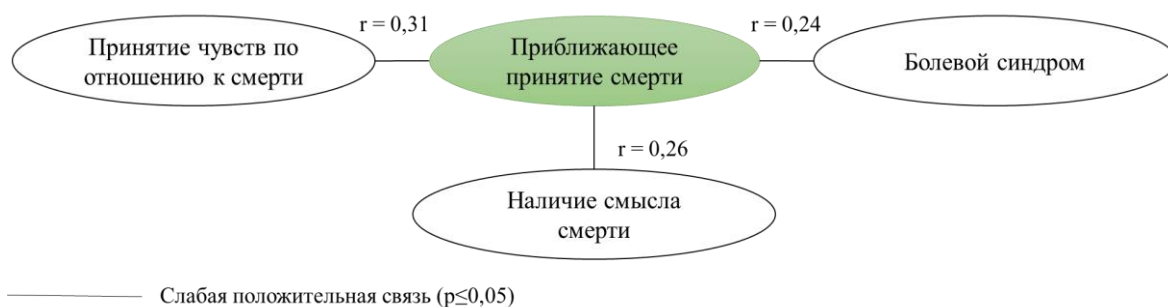 r = 0,31
r = 0,24
Принятие чувств по
отношению к смерти
Приближающее
принятие смерти
Болевой синдром
r = 0,26
Наличие смысла
смерти
Слабая положительная связь (p≤0,05)